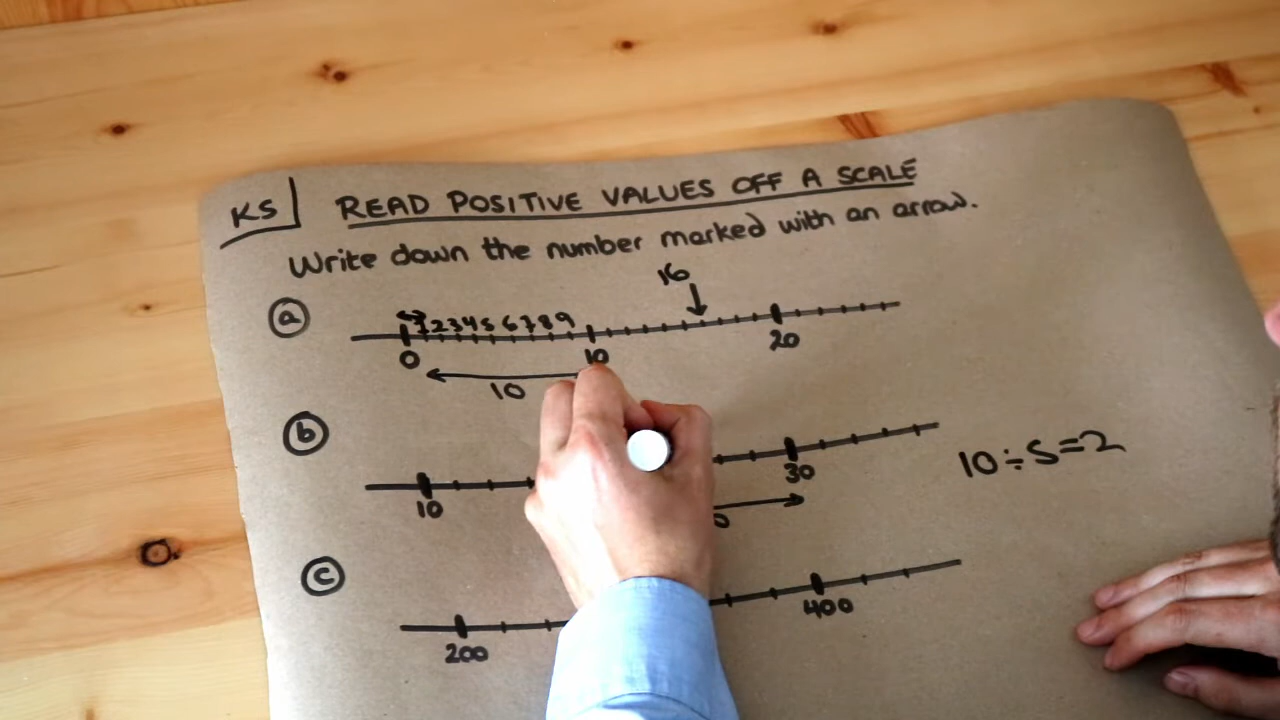 KS
READ POSITIVE VALUES OFF A SCALE
Write down the number marked with an arrow.
16
a
1 2 3 4 5 6 7 8 9
0 10 20
10
b
10 30
10÷5=2
c
200 400